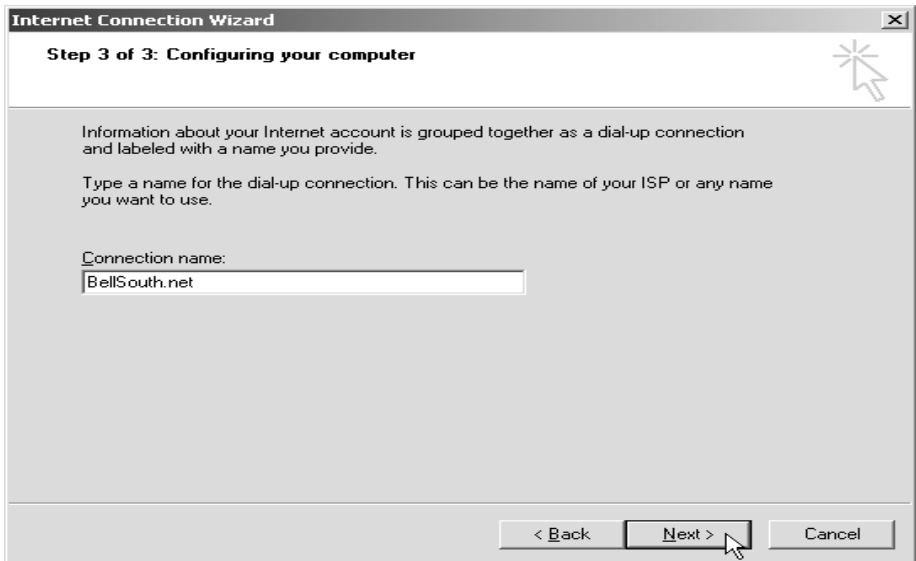 Internet Connection Wizard
Step 3 of 3: Configuring your computer
Information about your Internet account is grouped together as a dial-up connection
and labeled with a name you provide.
Type a name for the dial-up connection. This can be the name of your ISP or any name
you want to use.
Connection name:
BellSouth.net
< Back Next > Cancel